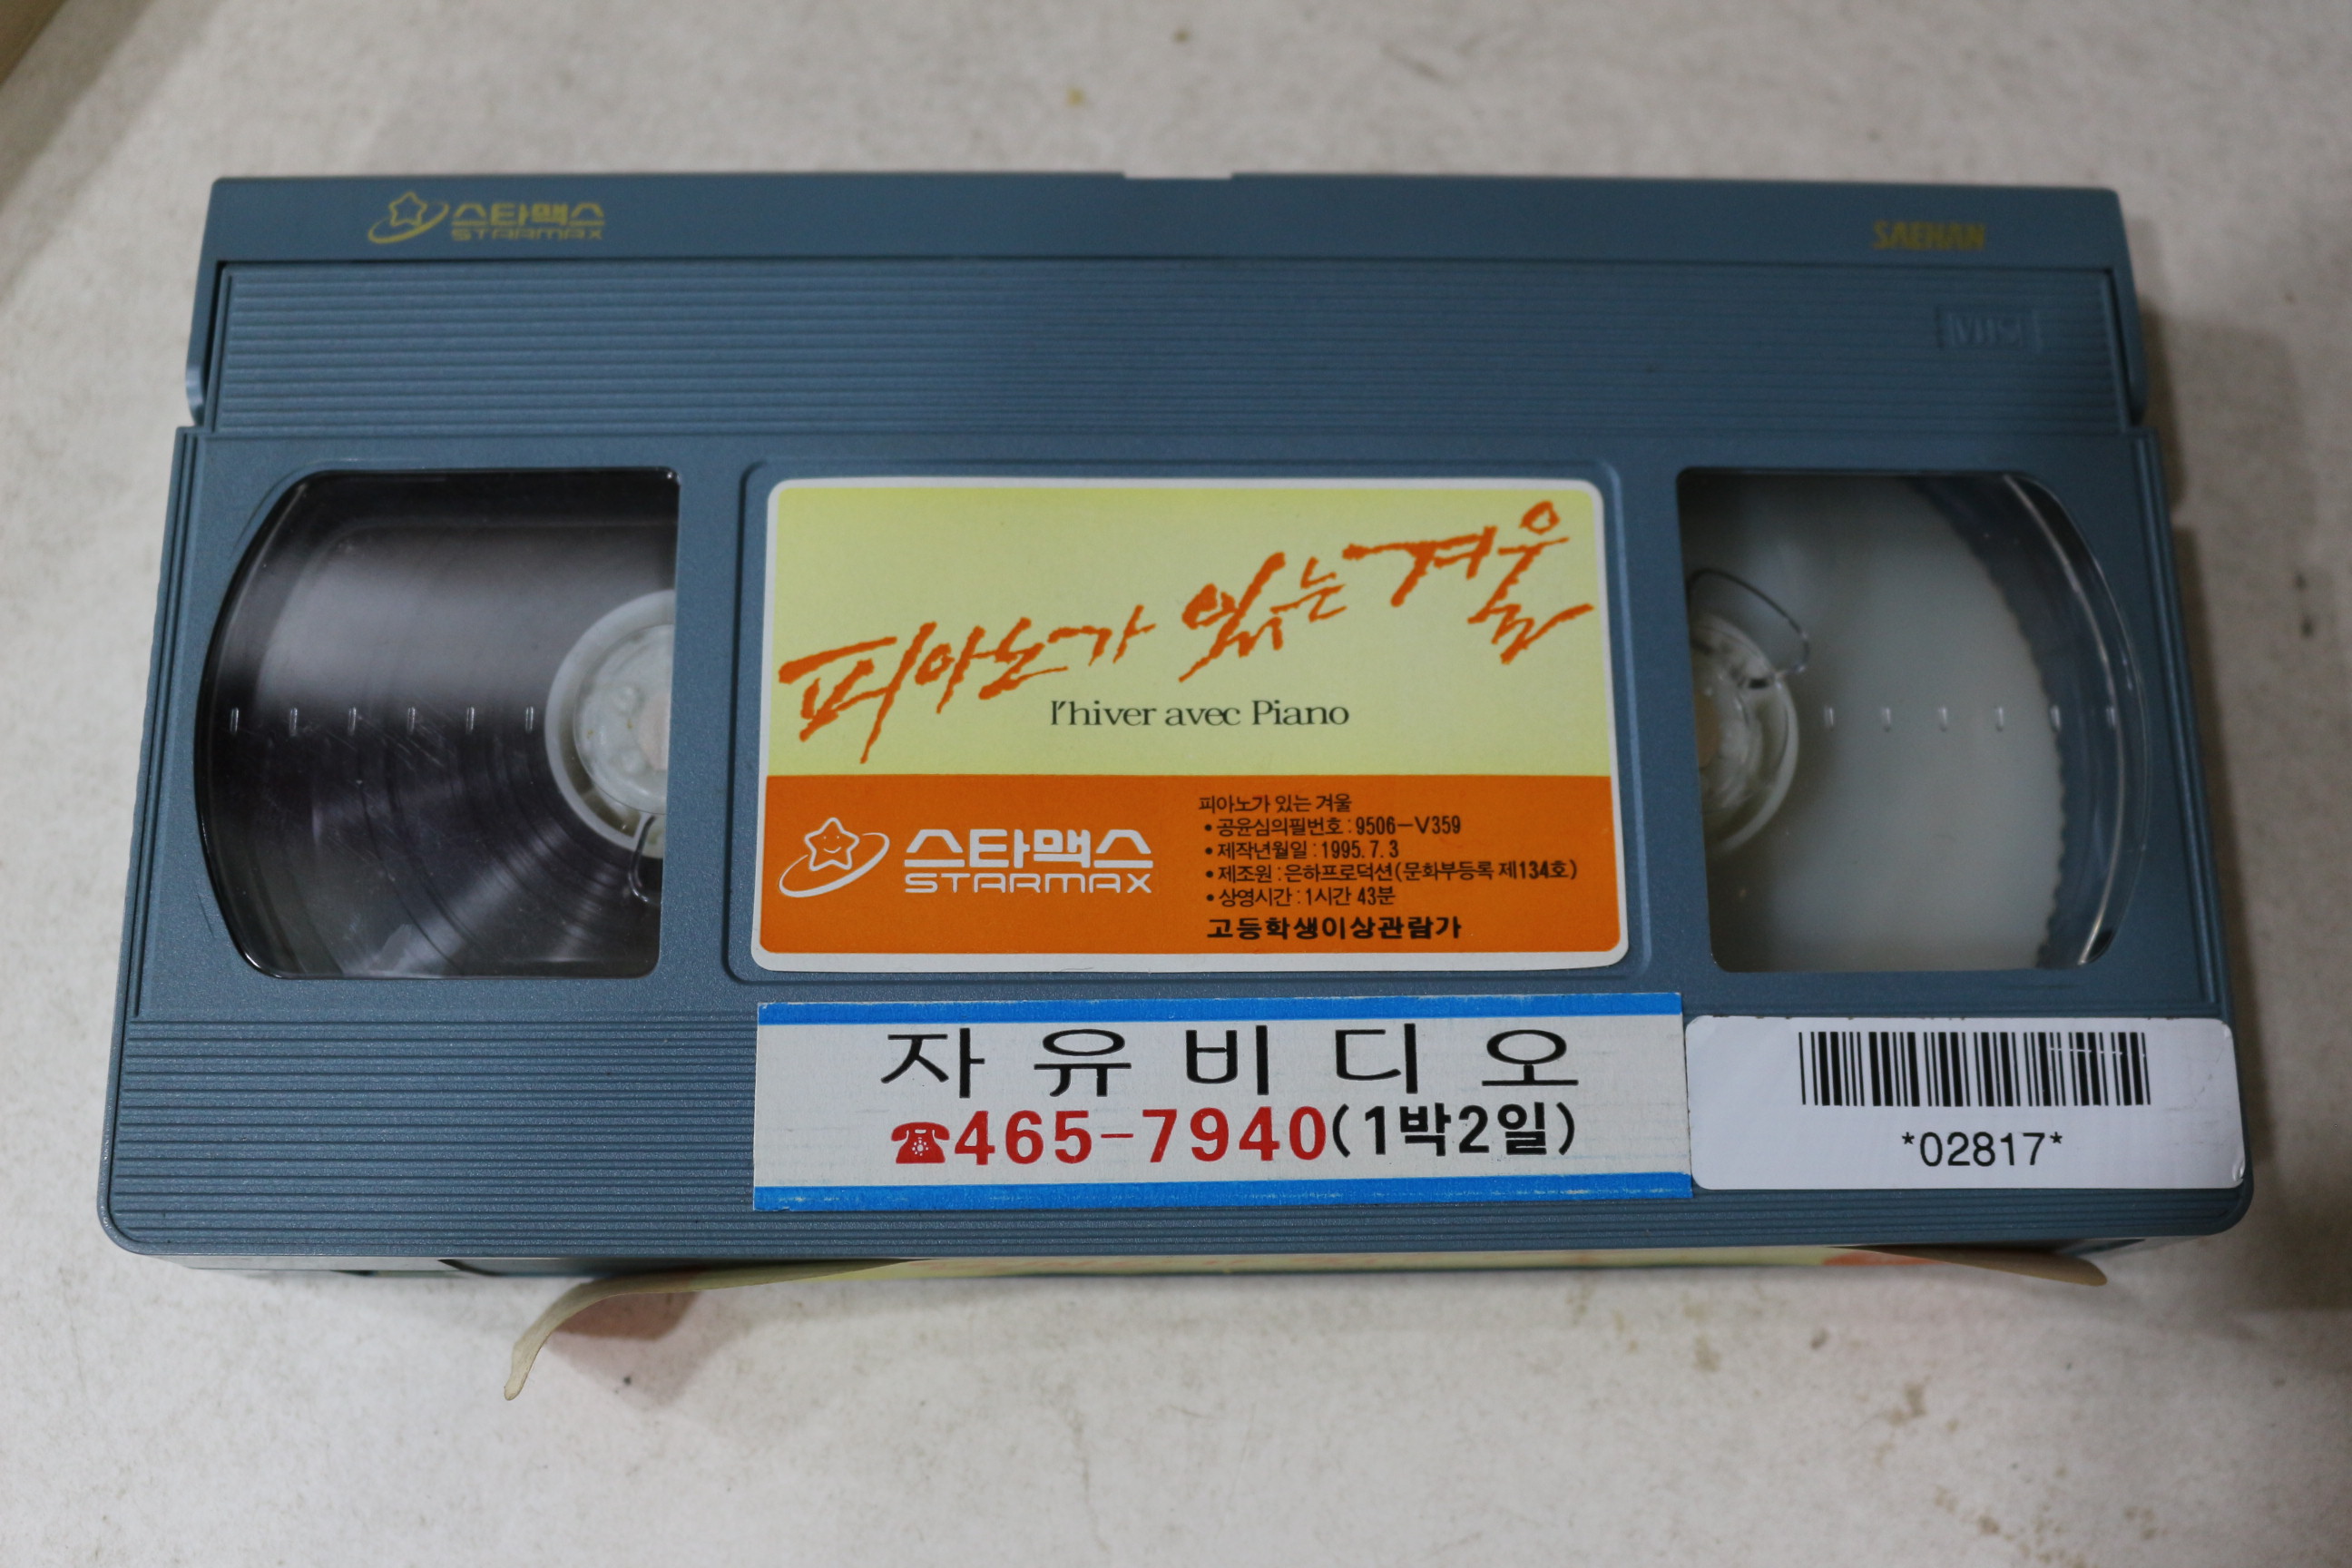 스타맥스
STARMAX
SAEHAN
VHS
피아노가 있는 겨울
l'hiver avec Piano
스타맥스
STARMAX
피아노가 있는 겨울
•공윤심의필번호:9506-V359
•제작년월일:1995.7.3
•제조원:은하프로덕션(문화부등록 제134호)
•상영시간:1시간 43분
고등학생이상관람가
자유비디오
☎465-7940(1박2일)
*02817*